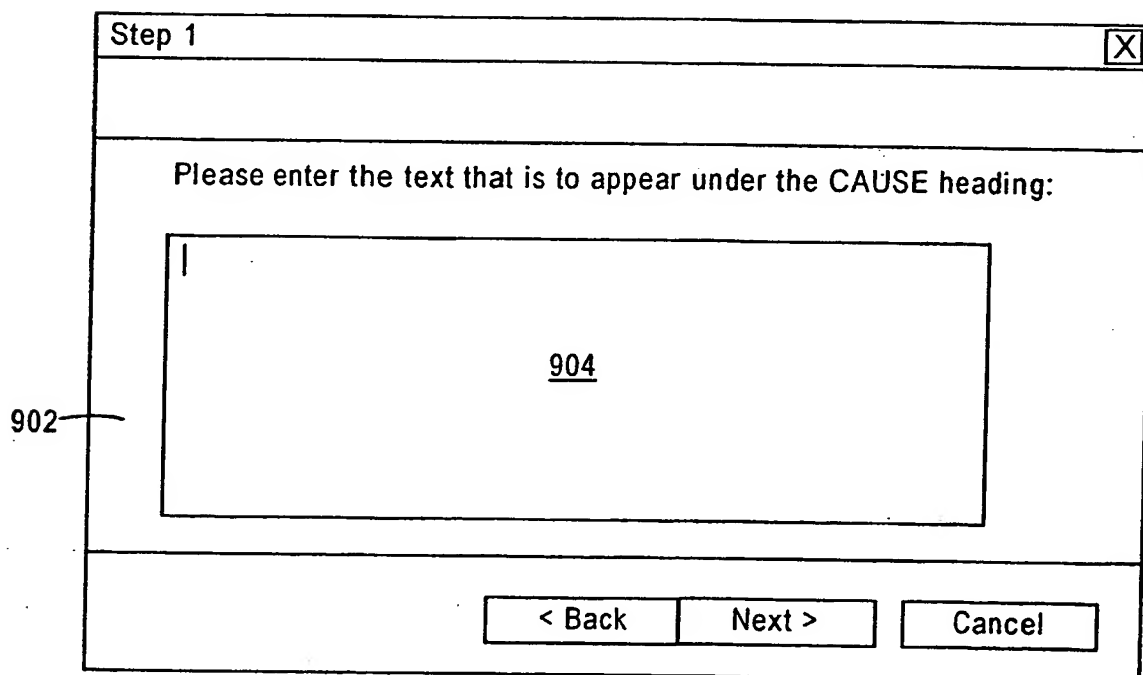 Step 1 X
Please enter the text that is to appear under the CAUSE heading:
904
902
< Back Next > Cancel